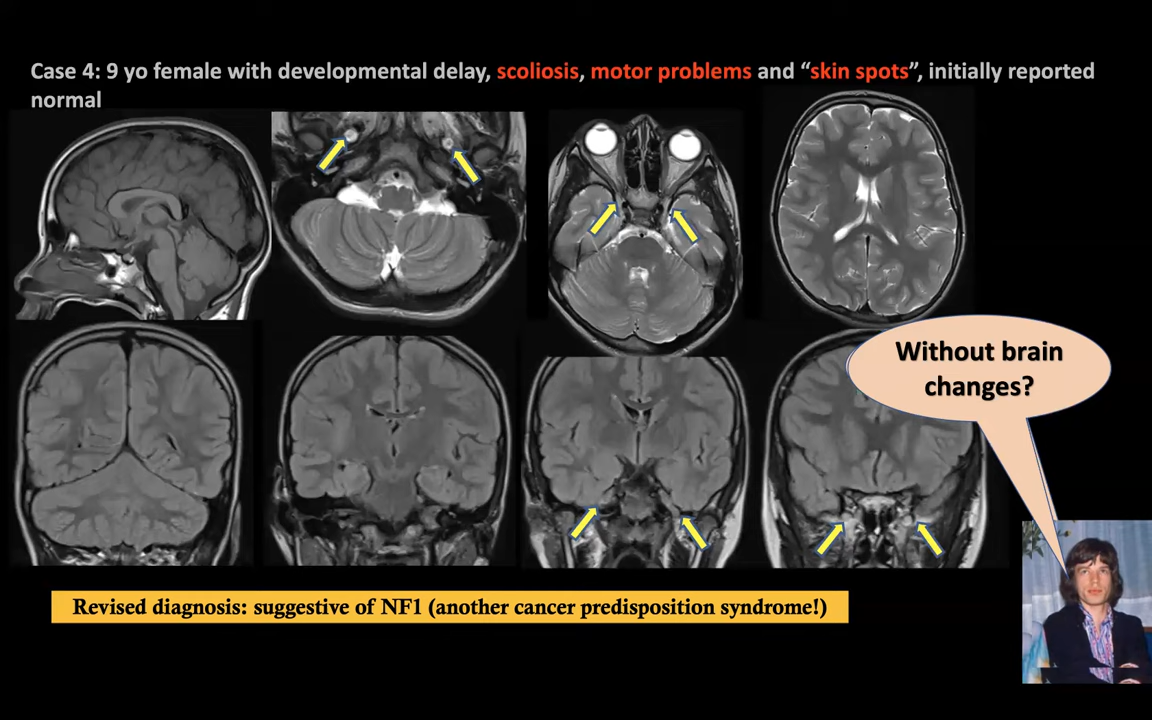 Case 4: 9 yo female with developmental delay, scoliosis, motor problems and “skin spots”, initially reported
normal
Without brain
changes?
Revised diagnosis: suggestive of NF1 (another cancer predisposition syndrome!)